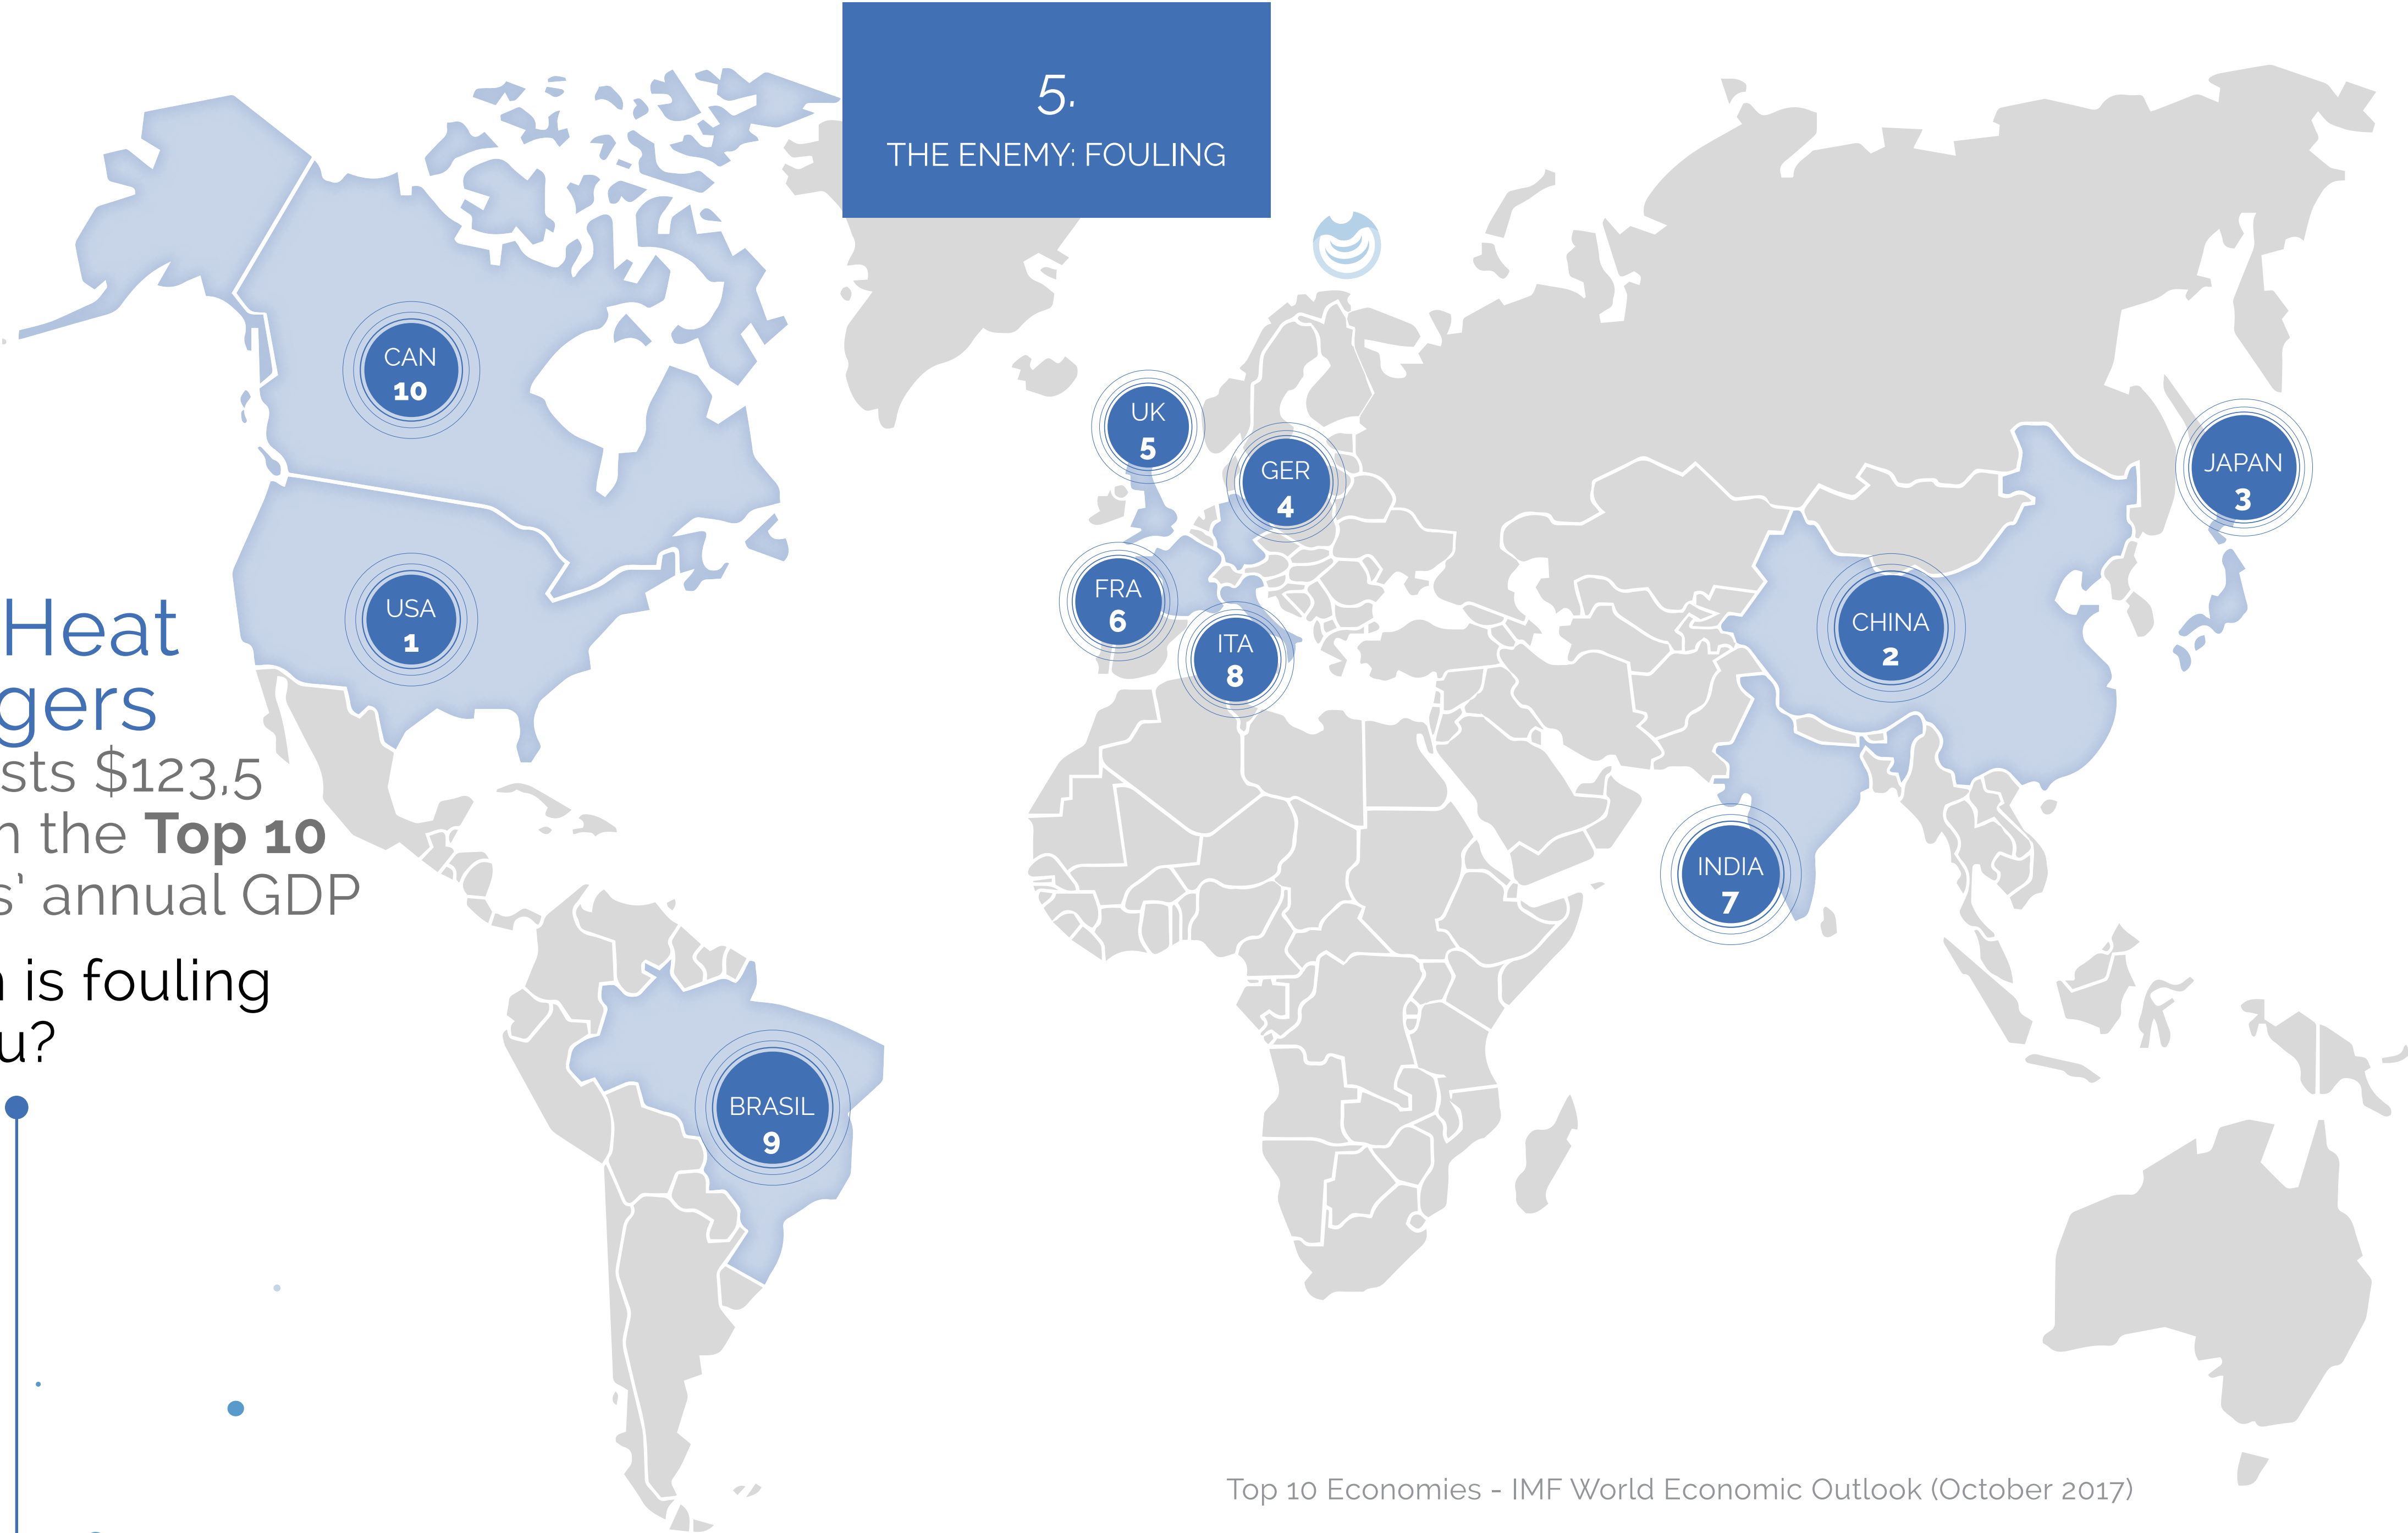 5.
THE ENEMY: FOULING
CAN
10
UK
5
GER
4
JAPAN
3
FRA
6
USA
1
ITA
8
CHINA
2
Heat
gers
sts $123,5
the Top 10
s' annual GDP
is fouling
u?
INDIA
7
BRASIL
9
Top 10 Economies - IMF World Economic Outlook (October 2017)